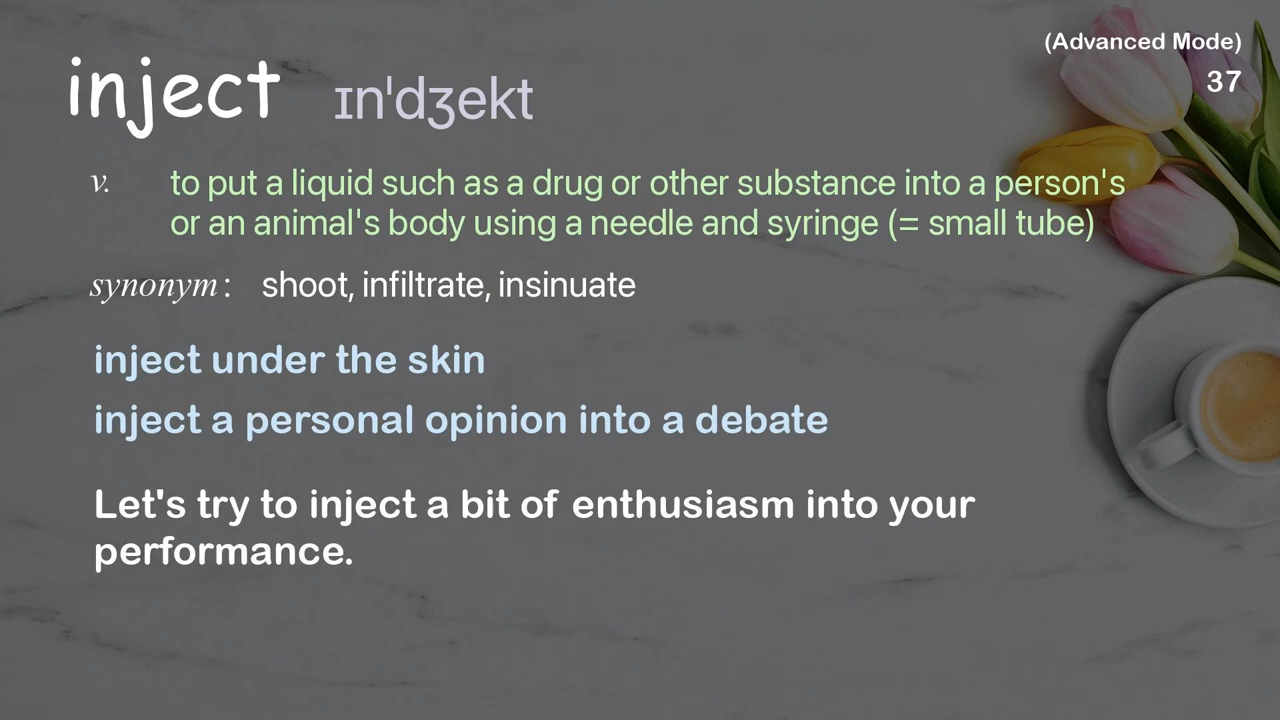 (Advanced Mode)
37
inject ɪn'dʒekt
v. to put a liquid such as a drug or other substance into a person's
or an animal's body using a needle and syringe (= small tube)
synonym: shoot, infiltrate, insinuate
inject under the skin
inject a personal opinion into a debate
Let's try to inject a bit of enthusiasm into your
performance.